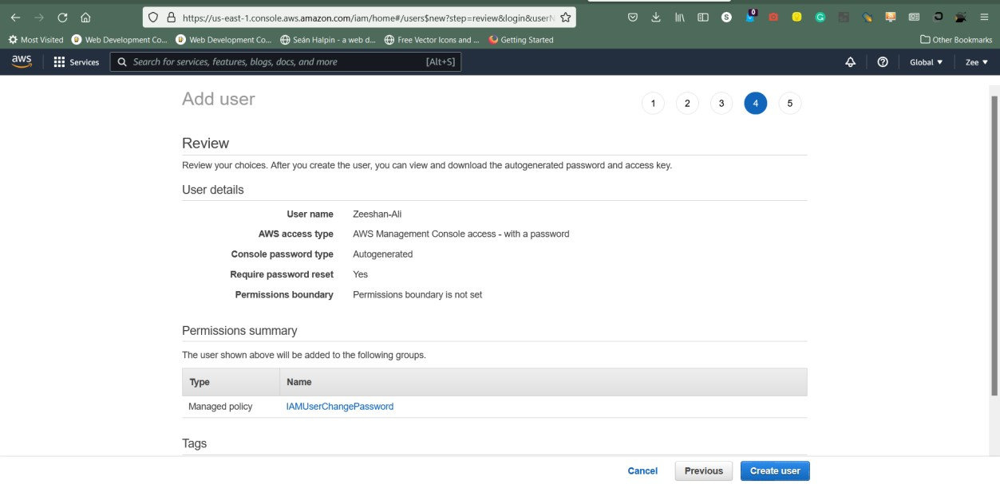 https://us-east-1.console.aws.amazon.com/iam/home#/users$new?step=review&login&userN
S
0
G
Most Visited Web Development Co... Web Development Co... Seán Halpin - a web d... Free Vector Icons and ... Getting Started Other Bookmarks
aws Services Search for services, features, blogs, docs, and more [Alt+S] Global Zee
Add user 1 2 3 4 5
Review
Review your choices. After you create the user, you can view and download the autogenerated password and access key.
User details
User name Zeeshan-Ali
AWS access type AWS Management Console access - with a password
Console password type Autogenerated
Require password reset Yes
Permissions boundary Permissions boundary is not set
Permissions summary
The user shown above will be added to the following groups.
Type Name
Managed policy IAMUserChangePassword
Tags
Cancel Previous Create user